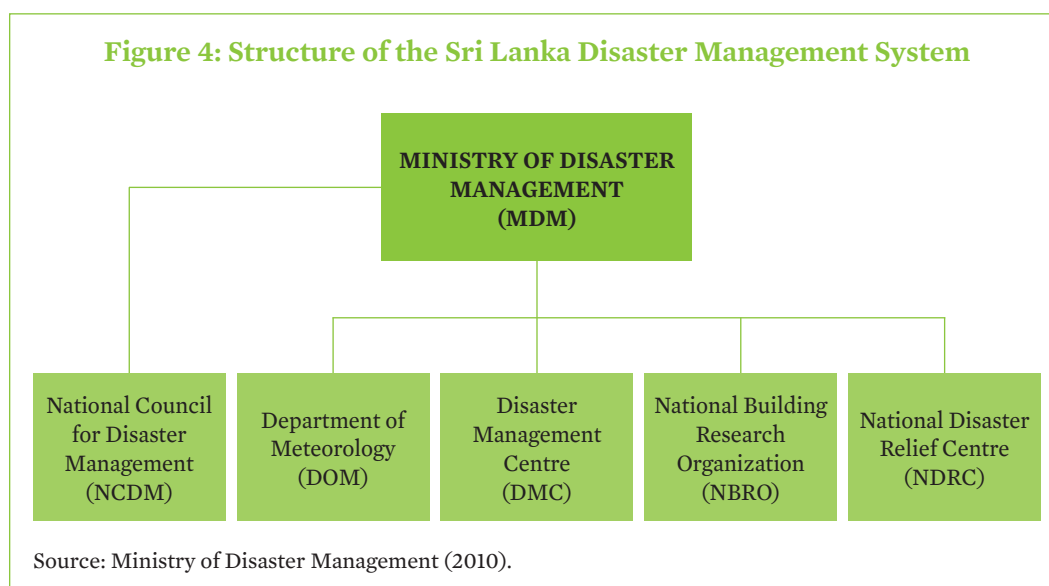 Figure 4: Structure of the Sri Lanka Disaster Management System
MINISTRY OF DISASTER
MANAGEMENT
(MDM)
National Council
for Disaster
Management
(NCDM)
Department of
Meteorology
(DOM)
Disaster
Management
Centre
(DMC)
National Building
Research
Organization
(NBRO)
National Disaster
Relief Centre
(NDRC)
Source: Ministry of Disaster Management (2010).